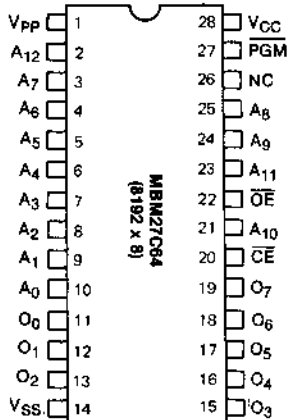 VPP 1 28 VCC
A12 2 27 PGM
A7 3 26 NC
A6 4 25 A8
A5 5 24 A9
A4 6 23 A11
A3 7 22 OE
A2 8 21 A10
A1 9 20 CE
A0 10 19 O7
O0 11 18 O6
O1 12 17 O5
O2 13 16 O4
VSS 14 15 O3
MBM27C64
(8192 x 8)